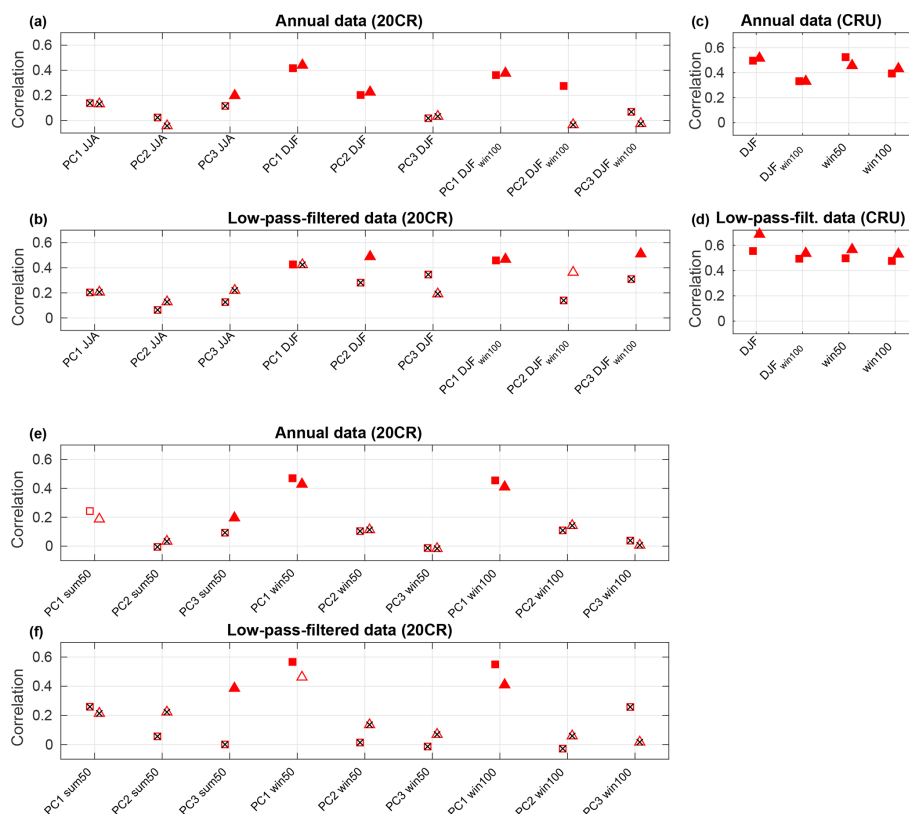 (a) Annual data (20CR)
Correlation
0.6
0.4
0.2
0
PC1 JJA
PC2 JJA
PC3 JJA
PC1 DJF
PC2 DJF
PC3 DJF
PC1 DJF win100
PC2 DJF win100
PC3 DJF win100
(c) Annual data (CRU)
Correlation
0.6
0.4
0.2
0
DJF
DJF win100
win50
win100
(b) Low-pass-filtered data (20CR)
Correlation
0.6
0.4
0.2
0
PC1 JJA
PC2 JJA
PC3 JJA
PC1 DJF
PC2 DJF
PC3 DJF
PC1 DJF win100
PC2 DJF win100
PC3 DJF win100
(d) Low-pass-filt. data (CRU)
Correlation
0.6
0.4
0.2
0
DJF
DJF win100
win50
win100
(e) Annual data (20CR)
Correlation
0.6
0.4
0.2
0
PC1 sum50
PC2 sum50
PC3 sum50
PC1 win50
PC2 win50
PC3 win50
PC1 win100
PC2 win100
PC3 win100
(f) Low-pass-filtered data (20CR)
Correlation
0.6
0.4
0.2
0
PC1 sum50
PC2 sum50
PC3 sum50
PC1 win50
PC2 win50
PC3 win50
PC1 win100
PC2 win100
PC3 win100